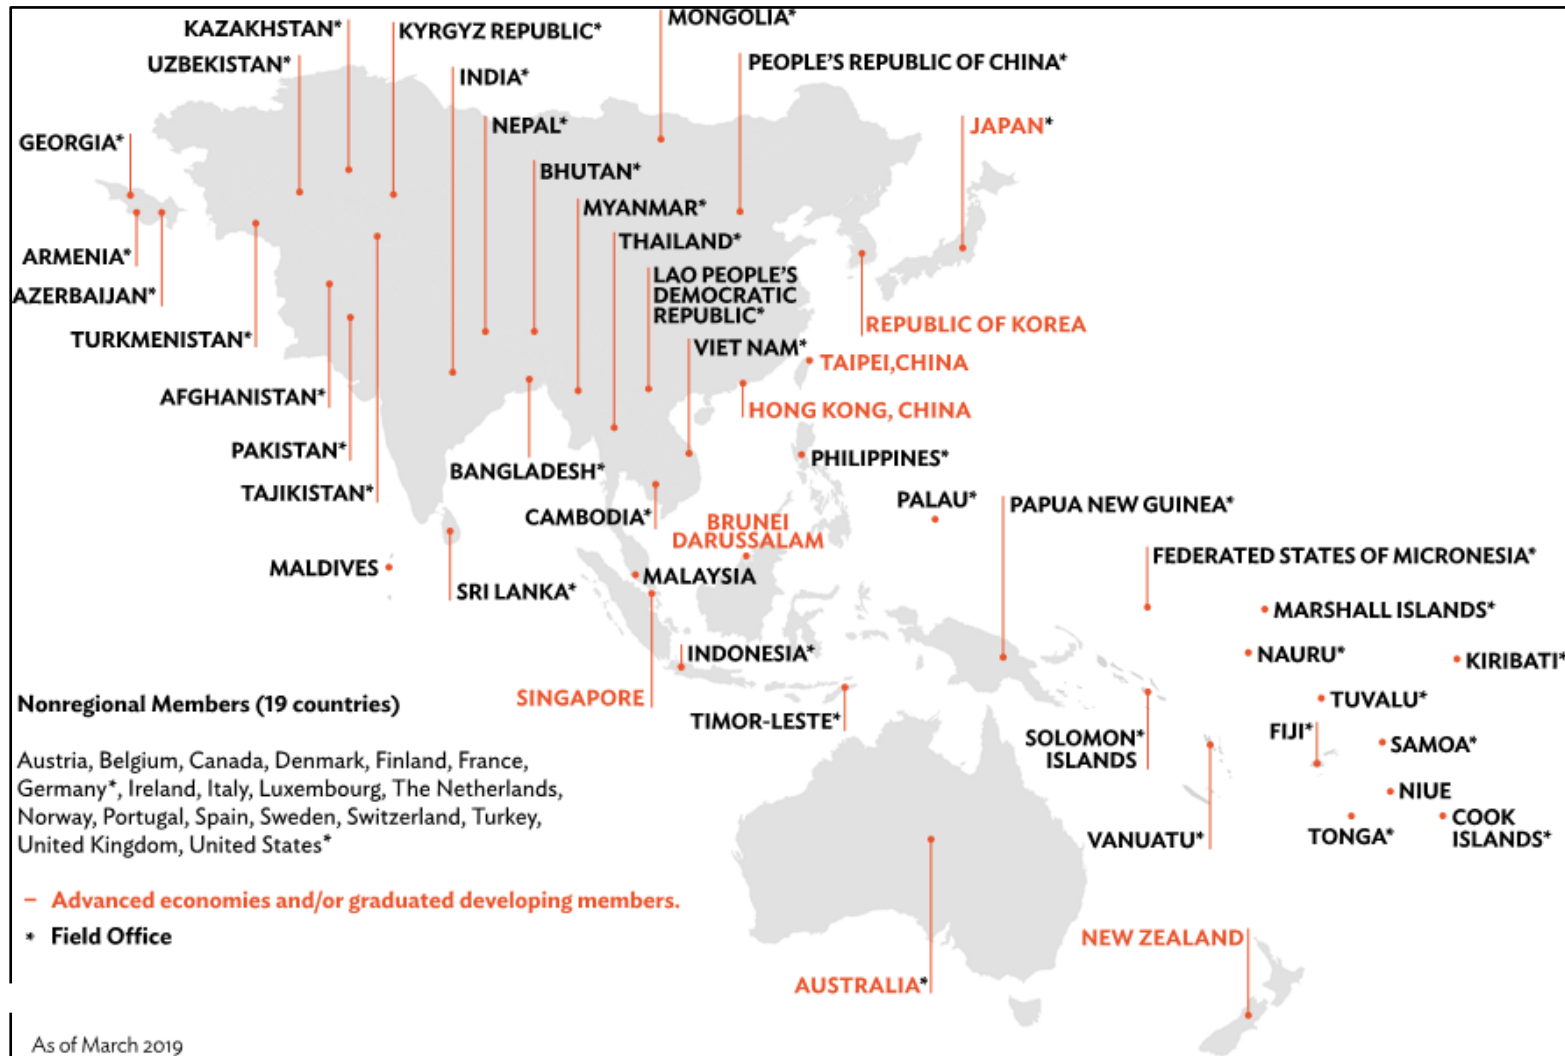 MONGOLIA*
KAZAKHSTAN*
KYRGYZ REPUBLIC*
UZBEKISTAN*
INDIA*
PEOPLE'S REPUBLIC OF CHINA*
NEPAL*
JAPAN*
GEORGIA*
BHUTAN*
MYANMAR*
THAILAND*
ARMENIA*
LAO PEOPLE'S
DEMOCRATIC
REPUBLIC*
AZERBAIJAN*
REPUBLIC OF KOREA
TURKMENISTAN*
VIET NAM*
TAIPEI,CHINA
AFGHANISTAN*
HONG KONG, CHINA
PAKISTAN*
BANGLADESH*
PHILIPPINES*
TAJIKISTAN*
PALAU*
PAPUA NEW GUINEA*
CAMBODIA*
BRUNEI
DARUSSALAM
FEDERATED STATES OF MICRONESIA*
MALDIVES
MALAYSIA
SRI LANKA*
MARSHALL ISLANDS*
INDONESIA*
NAURU*
KIRIBATI*
SINGAPORE
TUVALU*
TIMOR-LESTE*
FIJI*
SOLOMON*
ISLANDS
SAMOA*
NIUE
VANUATU*
TONGA*
COOK
ISLANDS*
NEW ZEALAND
AUSTRALIA*
Nonregional Members (19 countries)
Austria, Belgium, Canada, Denmark, Finland, France,
Germany*, Ireland, Italy, Luxembourg, The Netherlands,
Norway, Portugal, Spain, Sweden, Switzerland, Turkey,
United Kingdom, United States*
– Advanced economies and/or graduated developing members.
* Field Office
As of March 2019